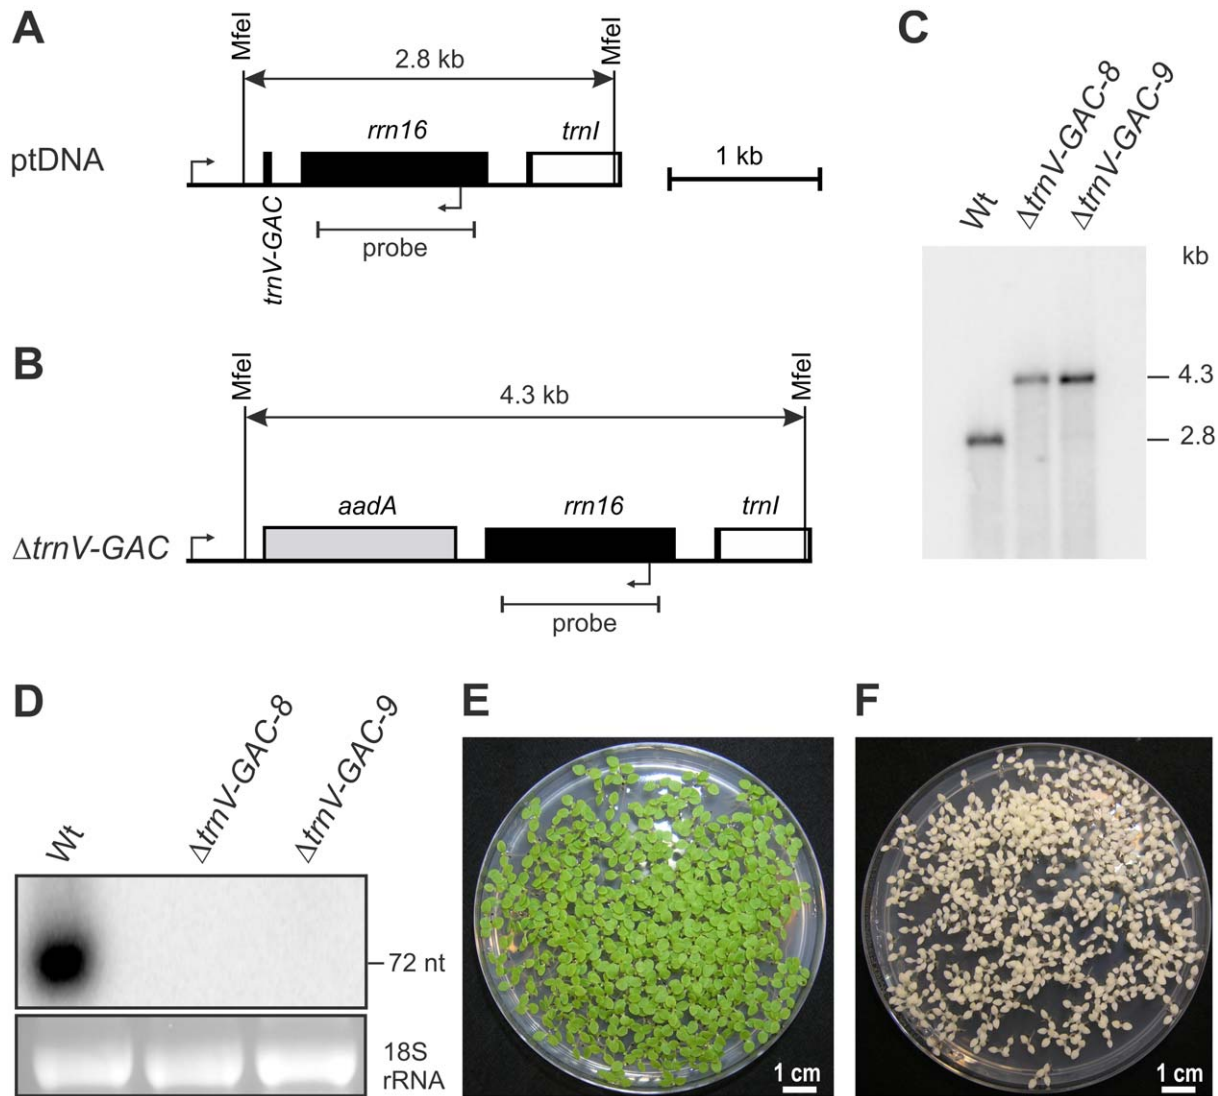 A
MfeI
MfeI
2.8 kb
rrn16
trnI
ptDNA
1 kb
trnV-GAC
probe
B
MfeI
MfeI
4.3 kb
aadA
rrn16
trnI
ΔtrnV-GAC
probe
C
Wt
ΔtrnV-GAC-8
ΔtrnV-GAC-9
kb
4.3
2.8
D
Wt
ΔtrnV-GAC-8
ΔtrnV-GAC-9
72 nt
18S
rRNA
E
1 cm
F
1 cm